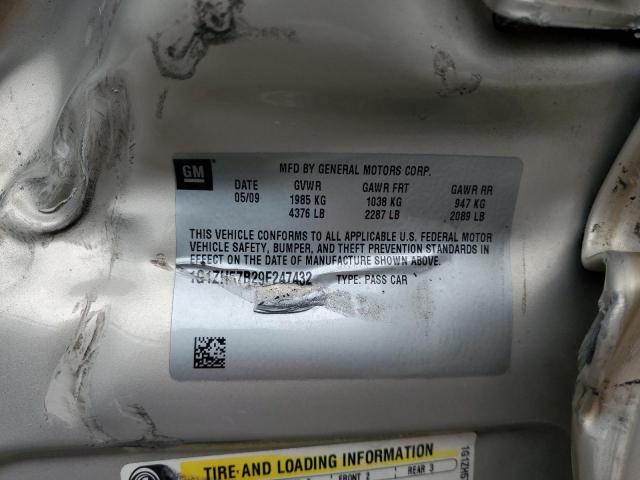 GM
MFD BY GENERAL MOTORS CORP.
DATE GVWR GAWR FRT GAWR RR
05/09 1985 KG 1038 KG 947 KG
4376 LB 2287 LB 2089 LB
THIS VEHICLE CONFORMS TO ALL APPLICABLE U.S. FEDERAL MOTOR
VEHICLE SAFETY, BUMPER, AND THEFT PREVENTION STANDARDS IN
EFFECT ON THE DATE OF MANUFACTURE SHOWN ABOVE.
1G1ZH57B29F247432 TYPE: PASS CAR
TIRE AND LOADING INFORMATION
FRONT 2 REAR 3
1G1ZH5